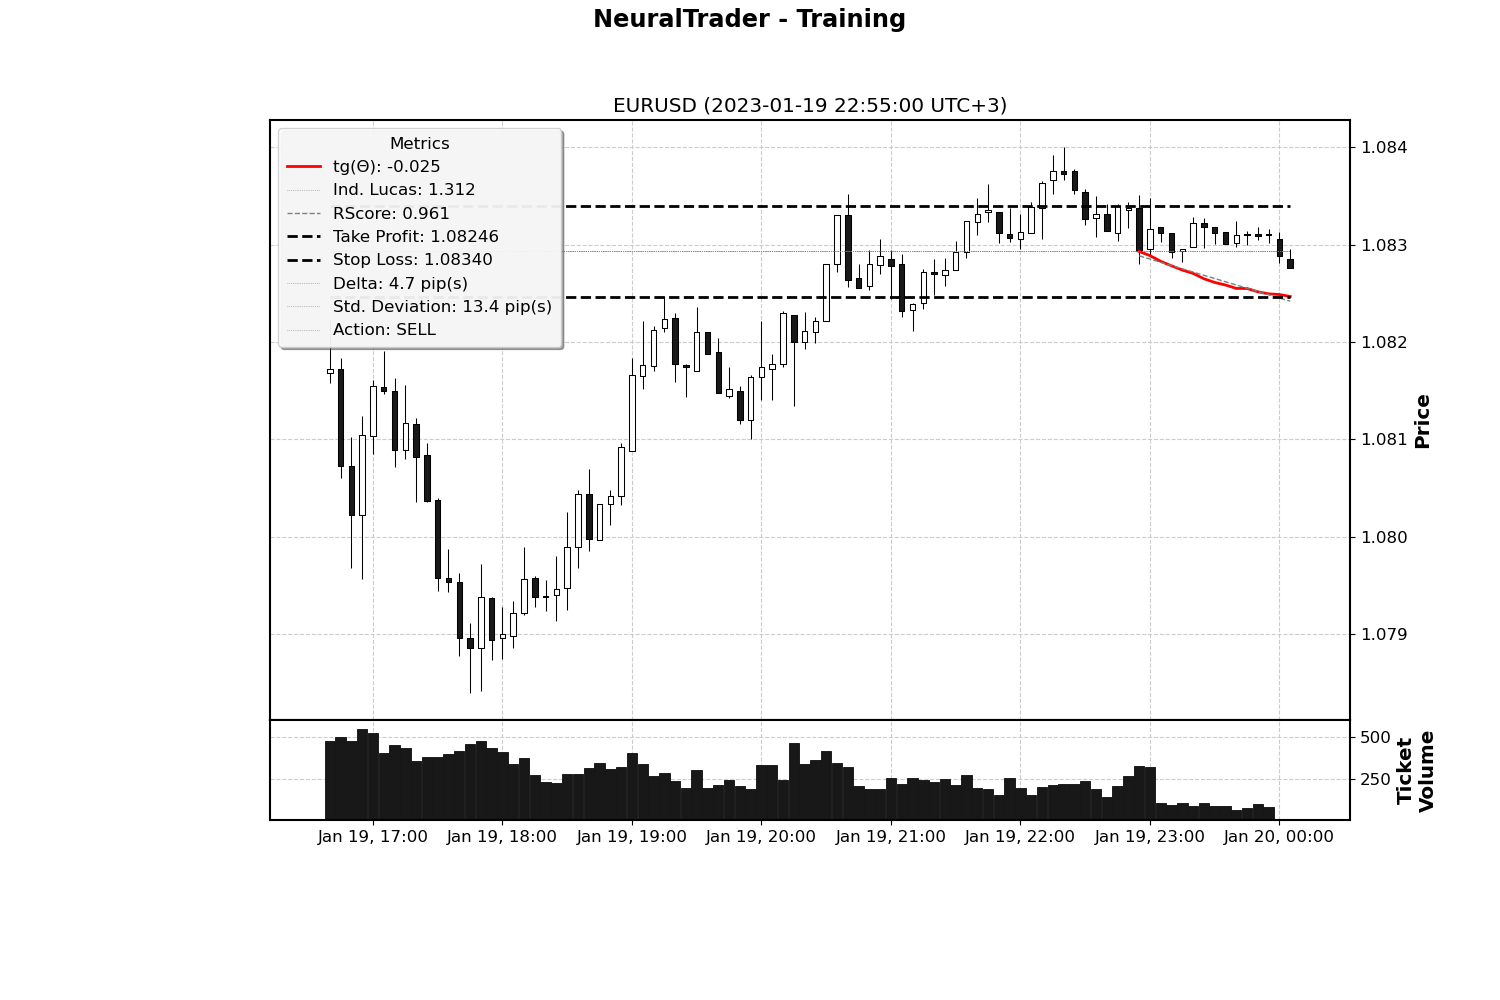 NeuralTrader - Training
EURUSD (2023-01-19 22:55:00 UTC+3)
Metrics
tg(Θ): -0.025
Ind. Lucas: 1.312
RScore: 0.961
Take Profit: 1.08246
Stop Loss: 1.08340
Delta: 4.7 pip(s)
Std. Deviation: 13.4 pip(s)
Action: SELL
1.084
1.083
1.082
1.081
1.080
1.079
Price
500
250
Ticket
Volume
Jan 19, 17:00
Jan 19, 18:00
Jan 19, 19:00
Jan 19, 20:00
Jan 19, 21:00
Jan 19, 22:00
Jan 19, 23:00
Jan 20, 00:00